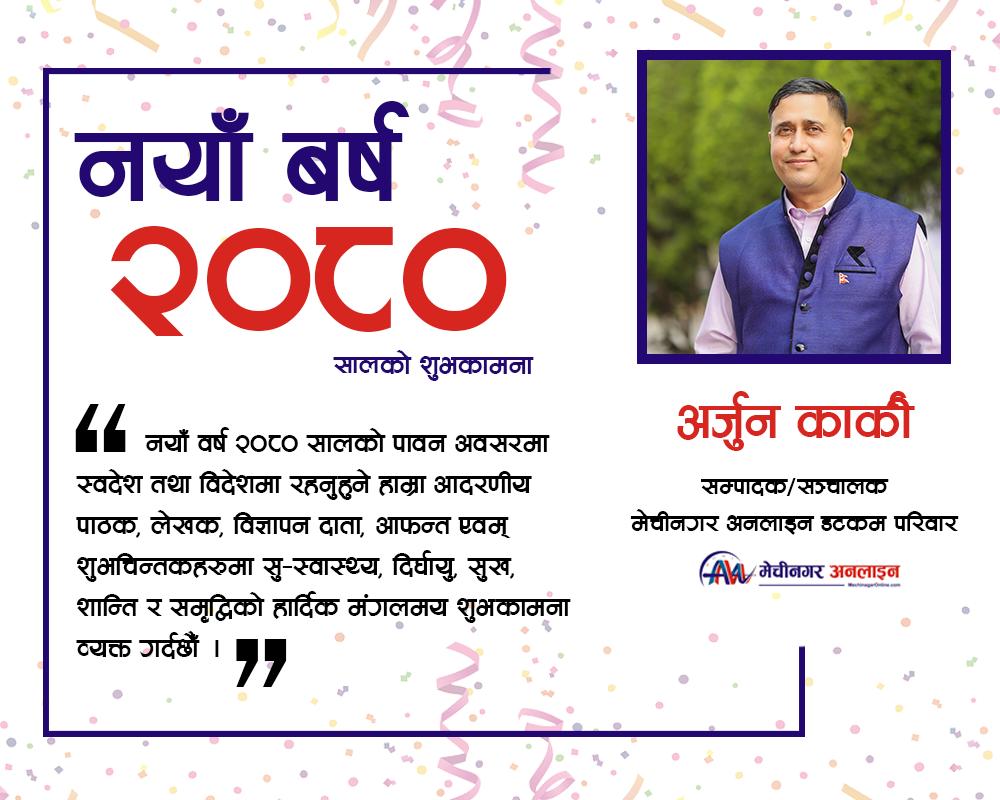 नयाँ बर्ष
२०८०
सालको शुभकामना
“ नयाँ वर्ष २०८० सालको पावन अवसरमा
स्वदेश तथा विदेशमा रहनुहुने हाम्रा आदरणीय
पाठक, लेखक, विज्ञापन दाता, आफन्त एवम्
शुभचिन्तकहरुमा सु-स्वास्थ्य, दिर्घायु, सुख,
शान्ति र समृद्धिको हार्दिक मंगलमय शुभकामना
व्यक्त गर्दछौं । ”
अर्जुन कार्की
सम्पादक/सञ्चालक
मेचीनगर अनलाइन डटकम परिवार
मेचीनगर अनलाइन
MechinagarOnline.com